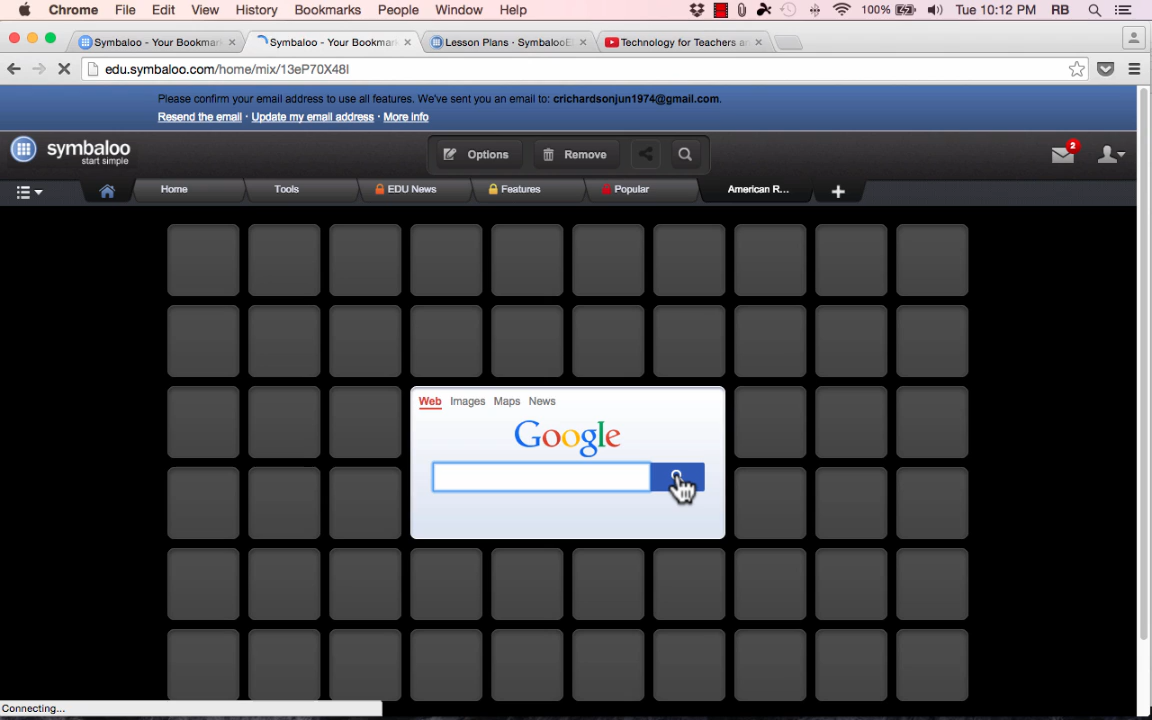 Chrome File Edit View History Bookmarks People Window Help 100% Tue 10:12 PM RB
Symbaloo - Your Bookmar Symbaloo - Your Bookmar Lesson Plans · SymbalooE Technology for Teachers a
edu.symbaloo.com/home/mix/13eP70X48I
Please confirm your email address to use all features. We've sent you an email to: crichardsonjun1974@gmail.com.
Resend the email · Update my email address · More info
symbaloo
start simple
Options Remove 2
Home Tools EDU News Features Popular American R...
Web Images Maps News
Google
Connecting...